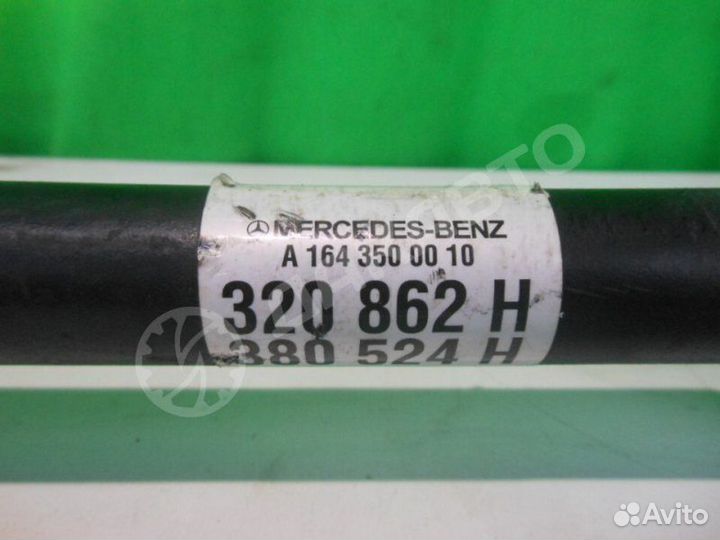 MERCEDES-BENZ
A 164 350 00 10
320 862 H
380 524 H
Avito